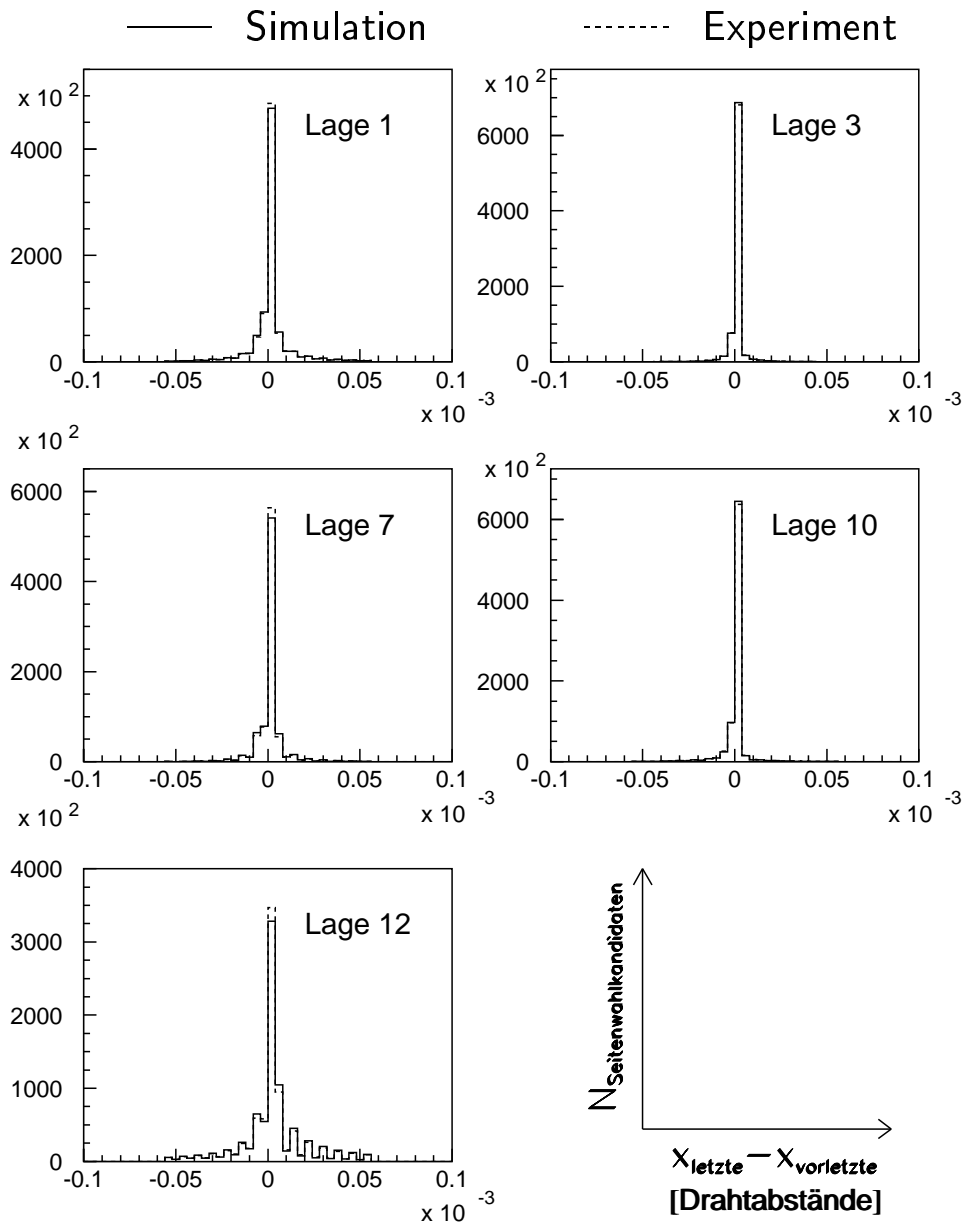 Simulation
Experiment
x 10 2
Lage 1
4000
2000
0
-0.1 -0.05 0 0.05 0.1
-3
x 10
x 10 2
Lage 3
6000
4000
2000
0
-0.1 -0.05 0 0.05 0.1
-3
x 10
x 10 2
Lage 7
6000
4000
2000
0
-0.1 -0.05 0 0.05 0.1
-3
x 10
x 10 2
Lage 10
6000
4000
2000
0
-0.1 -0.05 0 0.05 0.1
-3
x 10
x 10 2
Lage 12
4000
3000
2000
1000
0
-0.1 -0.05 0 0.05 0.1
-3
x 10
NSeitenwahlkandidaten
xletzte – xvorletzte
[Drahtabstände]